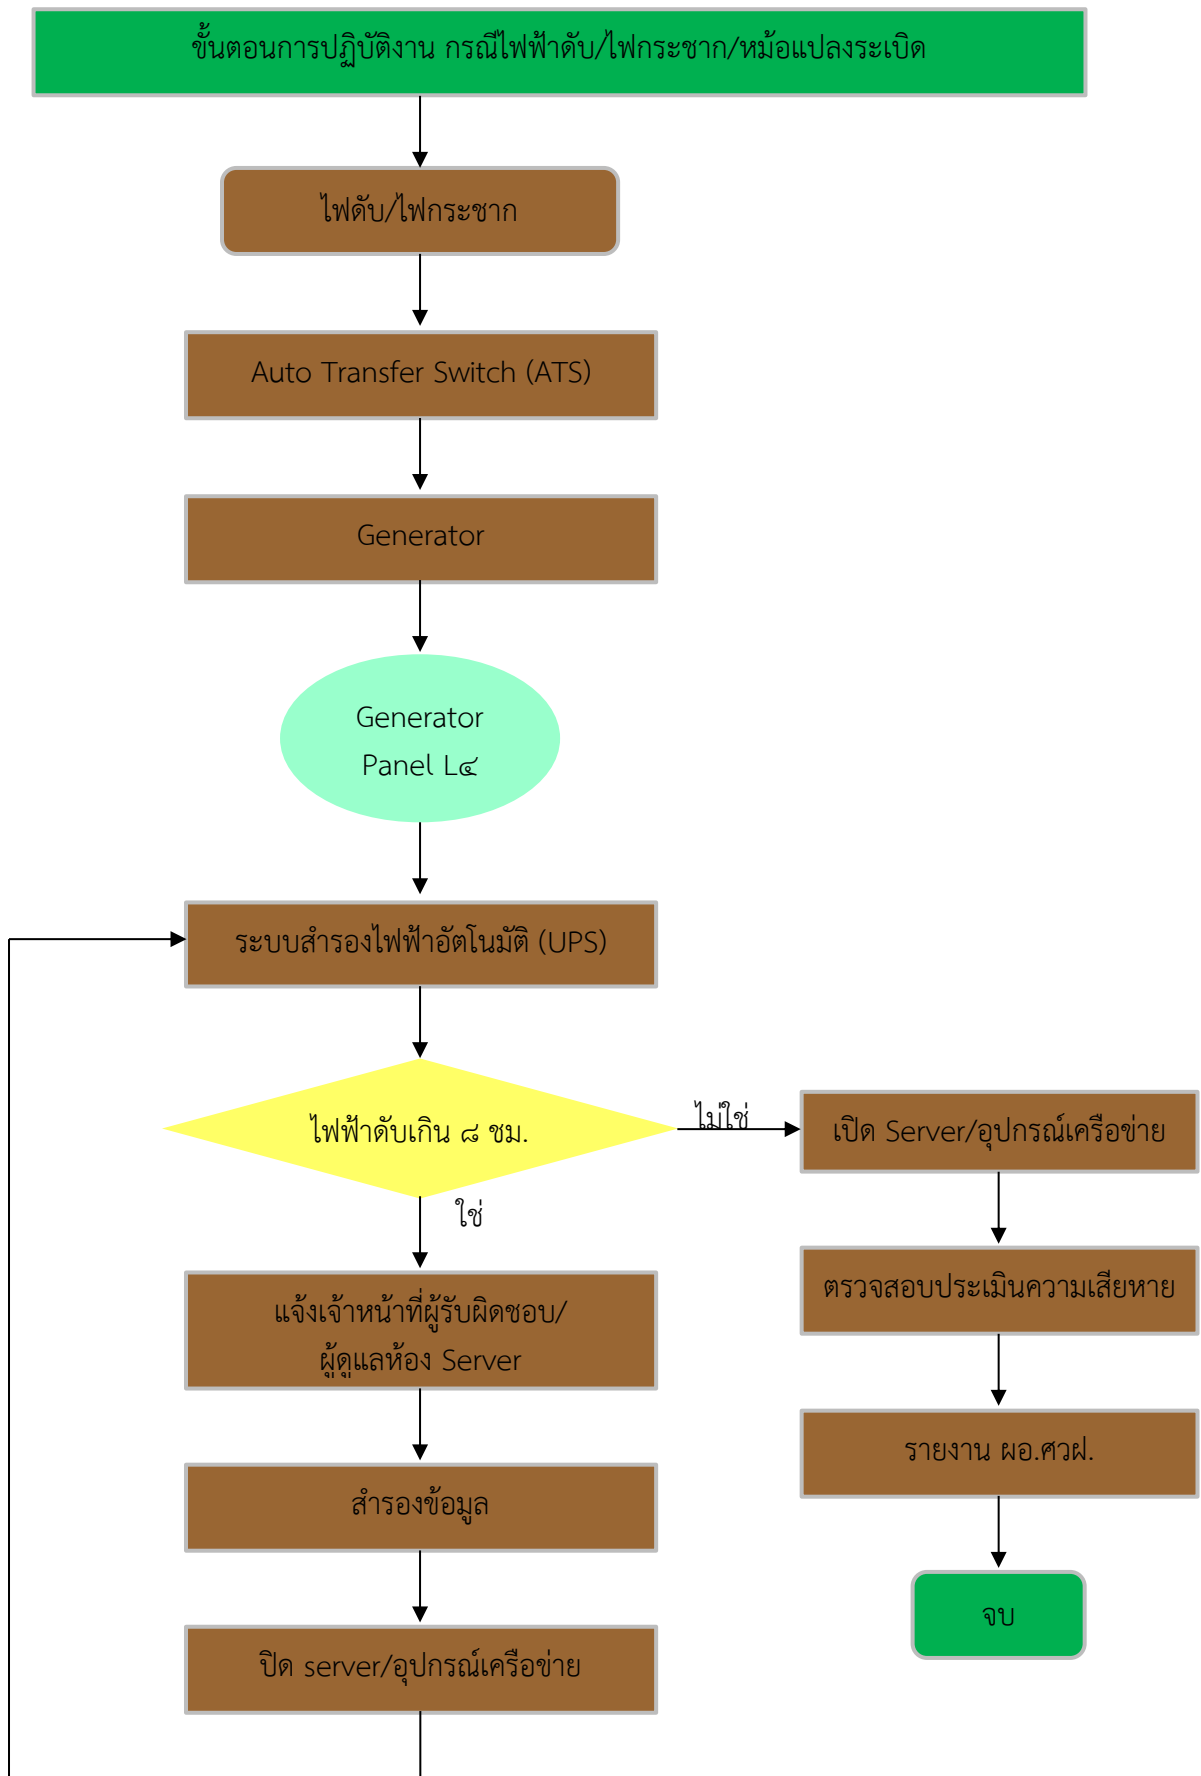 ขั้นตอนการปฏิบัติงาน กรณีไฟฟ้าดับ/ไฟกระชาก/หม้อแปลงระเบิด
ไฟดับ/ไฟกระชาก
Auto Transfer Switch (ATS)
Generator
Generator
Panel L๔
ระบบสำรองไฟฟ้าอัตโนมัติ (UPS)
ไฟฟ้าดับเกิน ๘ ชม.
ใช่
แจ้งเจ้าหน้าที่ผู้รับผิดชอบ/
ผู้ดูแลห้อง Server
สำรองข้อมูล
ปิด server/อุปกรณ์เครือข่าย
ไม่ใช่
เปิด Server/อุปกรณ์เครือข่าย
ตรวจสอบประเมินความเสียหาย
รายงาน ผอ.ศวฝ.
จบ